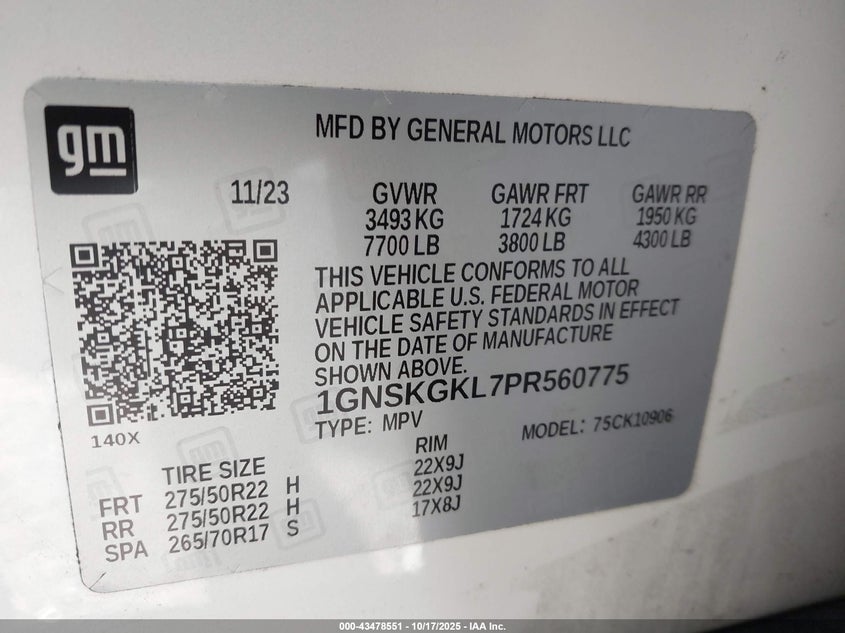 gm
MFD BY GENERAL MOTORS LLC
11/23 GVWR GAWR FRT GAWR RR
3493 KG 1724 KG 1950 KG
7700 LB 3800 LB 4300 LB
THIS VEHICLE CONFORMS TO ALL
APPLICABLE U.S. FEDERAL MOTOR
VEHICLE SAFETY STANDARDS IN EFFECT
ON THE DATE OF MANUFACTURE
SHOWN ABOVE.
1GNSKGKL7PR560775
140X
TYPE: MPV MODEL: 75CK10906
TIRE SIZE RIM
FRT 275/50R22 H 22X9J
RR 275/50R22 H 22X9J
SPA 265/70R17 S 17X8J
000-43478551 - 10/17/2025 - IAA Inc.